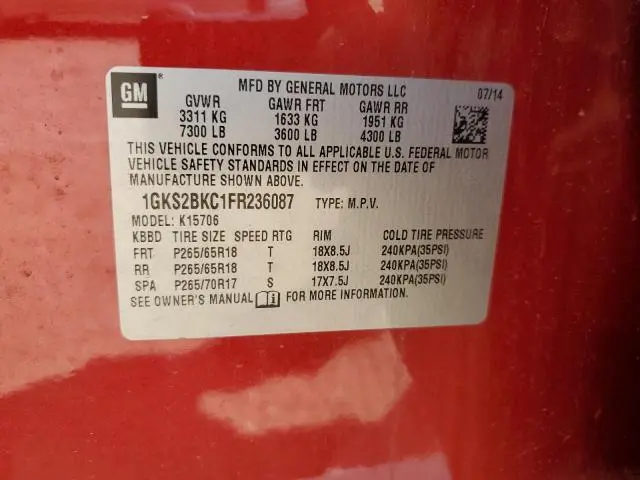 GM ®
MFD BY GENERAL MOTORS LLC 07/14
GVWR GAWR FRT GAWR RR
3311 KG 1633 KG 1951 KG
7300 LB 3600 LB 4300 LB
THIS VEHICLE CONFORMS TO ALL APPLICABLE U.S. FEDERAL MOTOR
VEHICLE SAFETY STANDARDS IN EFFECT ON THE DATE OF
MANUFACTURE SHOWN ABOVE.
1GKS2BKC1FR236087 TYPE: M.P.V.
MODEL: K15706
KBBD TIRE SIZE SPEED RTG RIM COLD TIRE PRESSURE
FRT P265/65R18 T 18X8.5J 240KPA(35PSI)
RR P265/65R18 T 18X8.5J 240KPA(35PSI)
SPA P265/70R17 S 17X7.5J 240KPA(35PSI)
SEE OWNER'S MANUAL i FOR MORE INFORMATION.